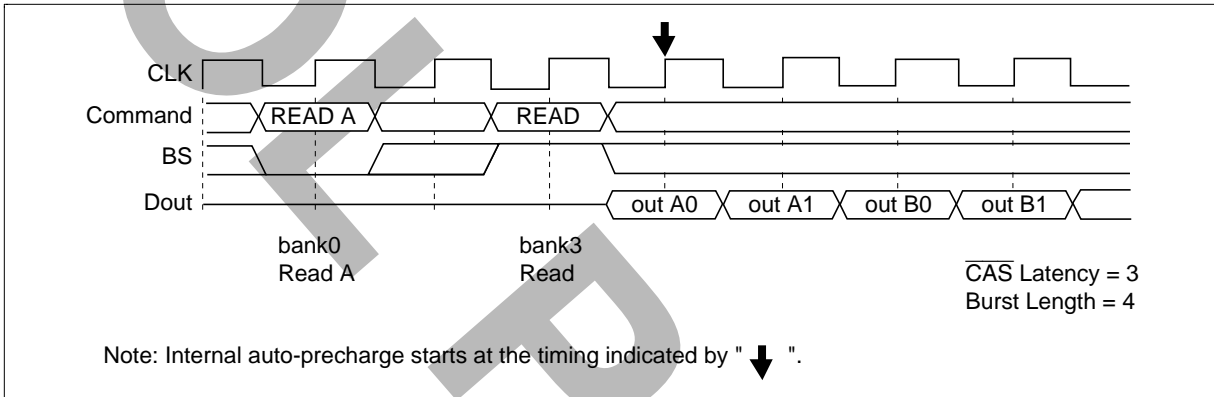 CLK
Command READ A READ
BS
Dout out A0 out A1 out B0 out B1
bank0 bank3
Read A Read
CAS Latency = 3
Burst Length = 4
Note: Internal auto-precharge starts at the timing indicated by " ".